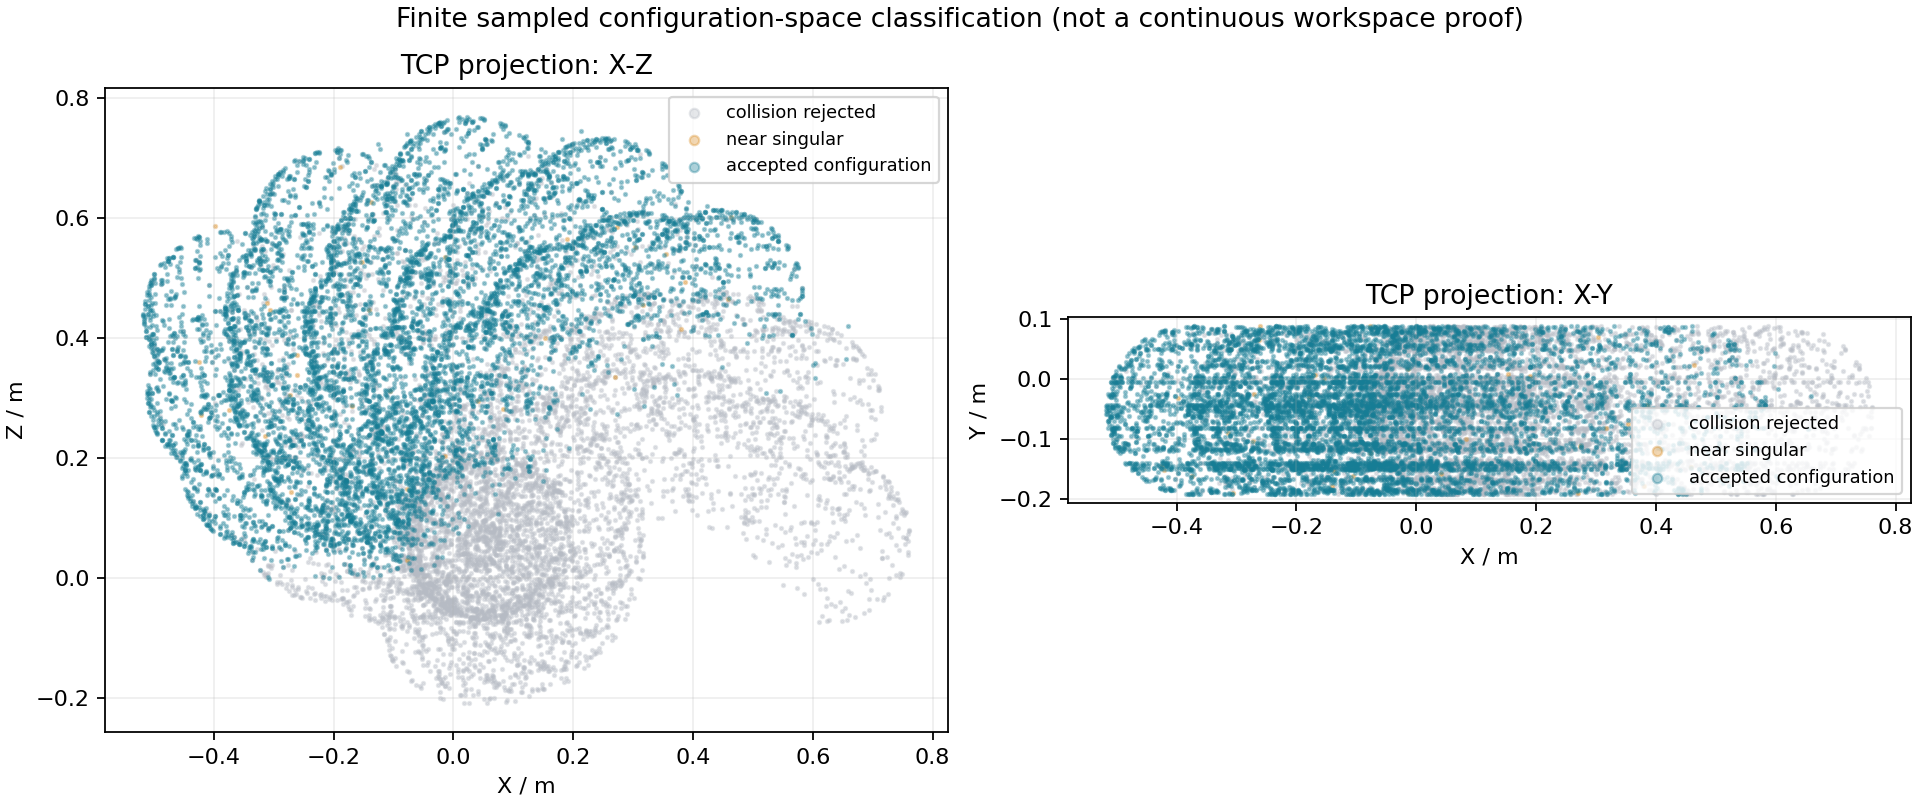 Finite sampled configuration-space classification (not a continuous workspace proof)
TCP projection: X-Z
collision rejected
near singular
accepted configuration
0.8
0.6
0.4
0.2
0.0
−0.2
Z / m
−0.4
−0.2
0.0
0.2
0.4
0.6
0.8
X / m
TCP projection: X-Y
0.1
0.0
−0.1
−0.2
Y / m
collision rejected
near singular
accepted configuration
−0.4
−0.2
0.0
0.2
0.4
0.6
0.8
X / m